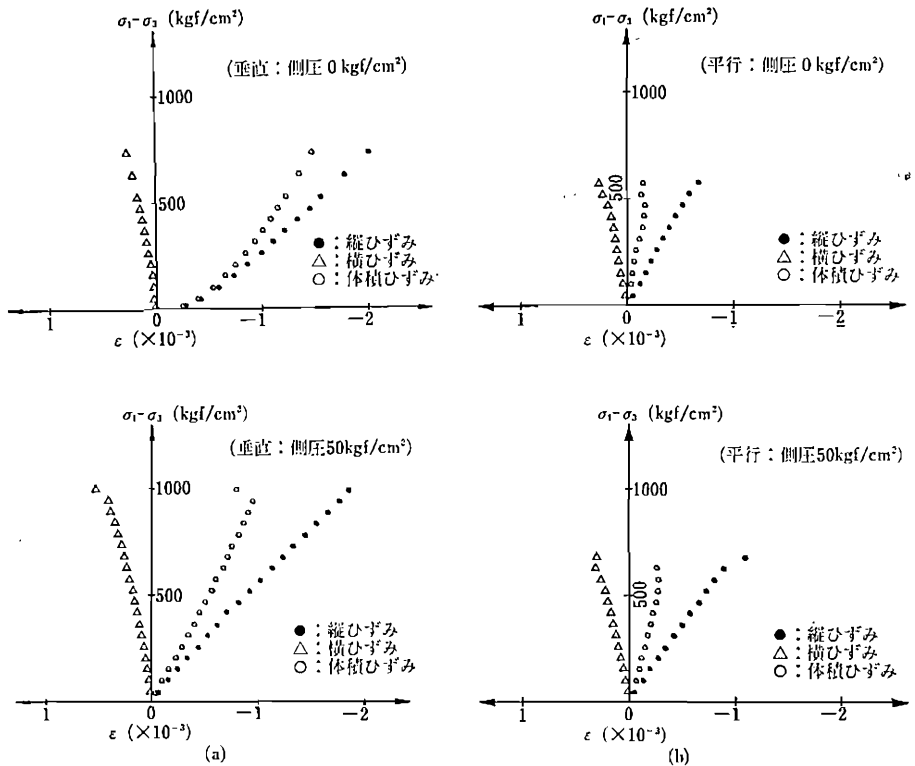 σ₁-σ₃ (kgf/cm²)
(垂直：側圧 0 kgf/cm²)
1000
500
●：縦ひずみ
△：横ひずみ
○：体積ひずみ
1 0 -1 -2
ε (×10⁻³)
σ₁-σ₃ (kgf/cm²)
(平行：側圧 0 kgf/cm²)
1000
500
●：縦ひずみ
△：横ひずみ
○：体積ひずみ
1 0 -1 -2
ε (×10⁻³)
σ₁-σ₃ (kgf/cm²)
(垂直：側圧50kgf/cm²)
1000
500
●：縦ひずみ
△：横ひずみ
○：体積ひずみ
1 0 -1 -2
ε (×10⁻³)
(a)
σ₁-σ₃ (kgf/cm²)
(平行：側圧50kgf/cm²)
1000
500
●：縦ひずみ
△：横ひずみ
○：体積ひずみ
1 0 -1 -2
ε (×10⁻³)
(b)